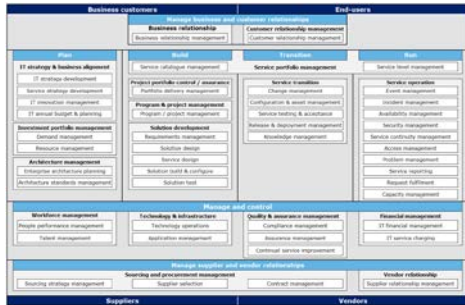 Business customers
End-users
Manage business and customer relationships
Business relationship
Business relationship management
Customer relationship management
Customer relationship management
Plan
IT strategy & business alignment
IT strategy development
Service strategy development
IT innovation management
IT annual budget & planning
Investment portfolio management
Demand management
Resource management
Architecture management
Enterprise architecture planning
Architecture standards management
Build
Service catalogue management
Project portfolio control / assurance
Portfolio delivery management
Program & project management
Program / project management
Solution development
Requirements management
Solution design
Service design
Solution build & configure
Solution test
Transition
Service portfolio management
Service transition
Change management
Configuration & asset management
Service testing & acceptance
Release & deployment management
Knowledge management
Run
Service level management
Service operation
Event management
Incident management
Availability management
Security management
Service continuity management
Access management
Problem management
Service reporting
Request fulfilment
Capacity management
Manage and control
Workforce management
People performance management
Talent management
Technology & infrastructure
Technology operations
Application management
Quality & assurance management
Compliance management
Assurance management
Continual service improvement
Financial management
IT financial management
IT service charging
Manage supplier and vendor relationships
Sourcing and procurement management
Sourcing strategy management
Supplier selection
Contract management
Vendor relationship
Supplier relationship management
Suppliers
Vendors